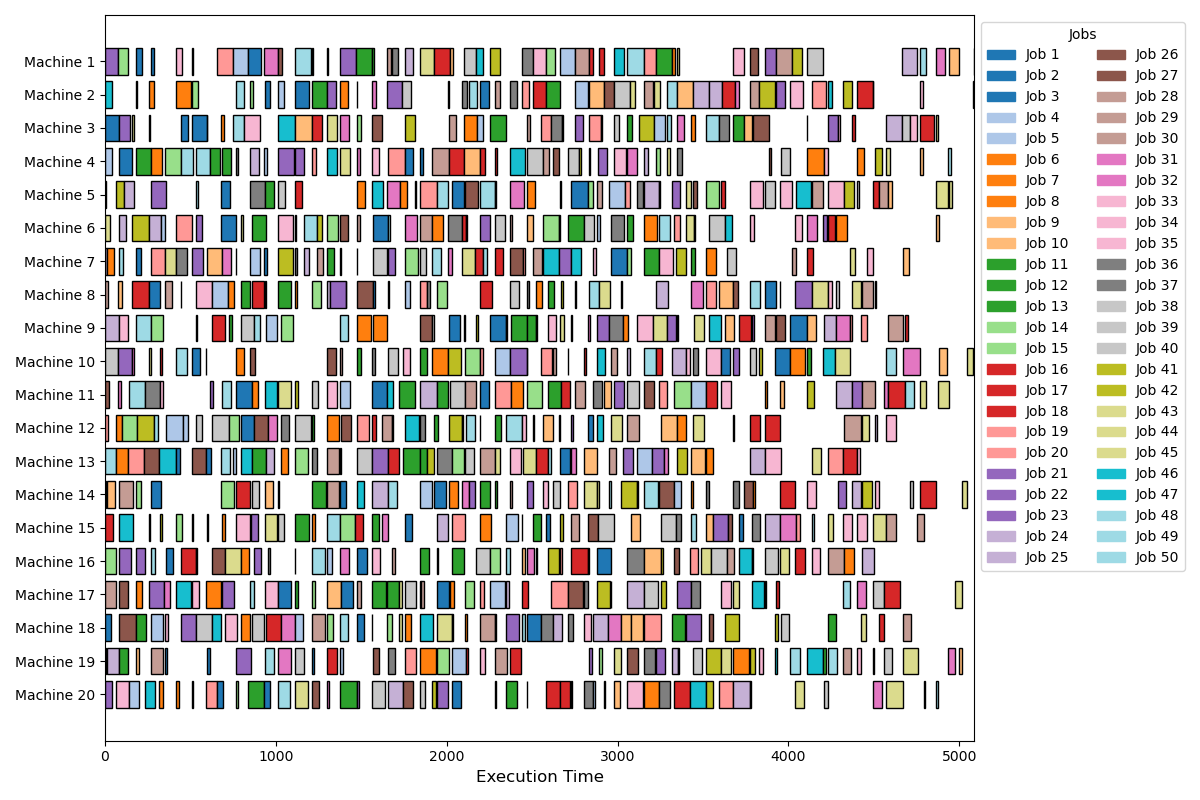 Machine 1
Machine 2
Machine 3
Machine 4
Machine 5
Machine 6
Machine 7
Machine 8
Machine 9
Machine 10
Machine 11
Machine 12
Machine 13
Machine 14
Machine 15
Machine 16
Machine 17
Machine 18
Machine 19
Machine 20
0 1000 2000 3000 4000 5000
Execution Time
Jobs
Job 1
Job 2
Job 3
Job 4
Job 5
Job 6
Job 7
Job 8
Job 9
Job 10
Job 11
Job 12
Job 13
Job 14
Job 15
Job 16
Job 17
Job 18
Job 19
Job 20
Job 21
Job 22
Job 23
Job 24
Job 25
Job 26
Job 27
Job 28
Job 29
Job 30
Job 31
Job 32
Job 33
Job 34
Job 35
Job 36
Job 37
Job 38
Job 39
Job 40
Job 41
Job 42
Job 43
Job 44
Job 45
Job 46
Job 47
Job 48
Job 49
Job 50